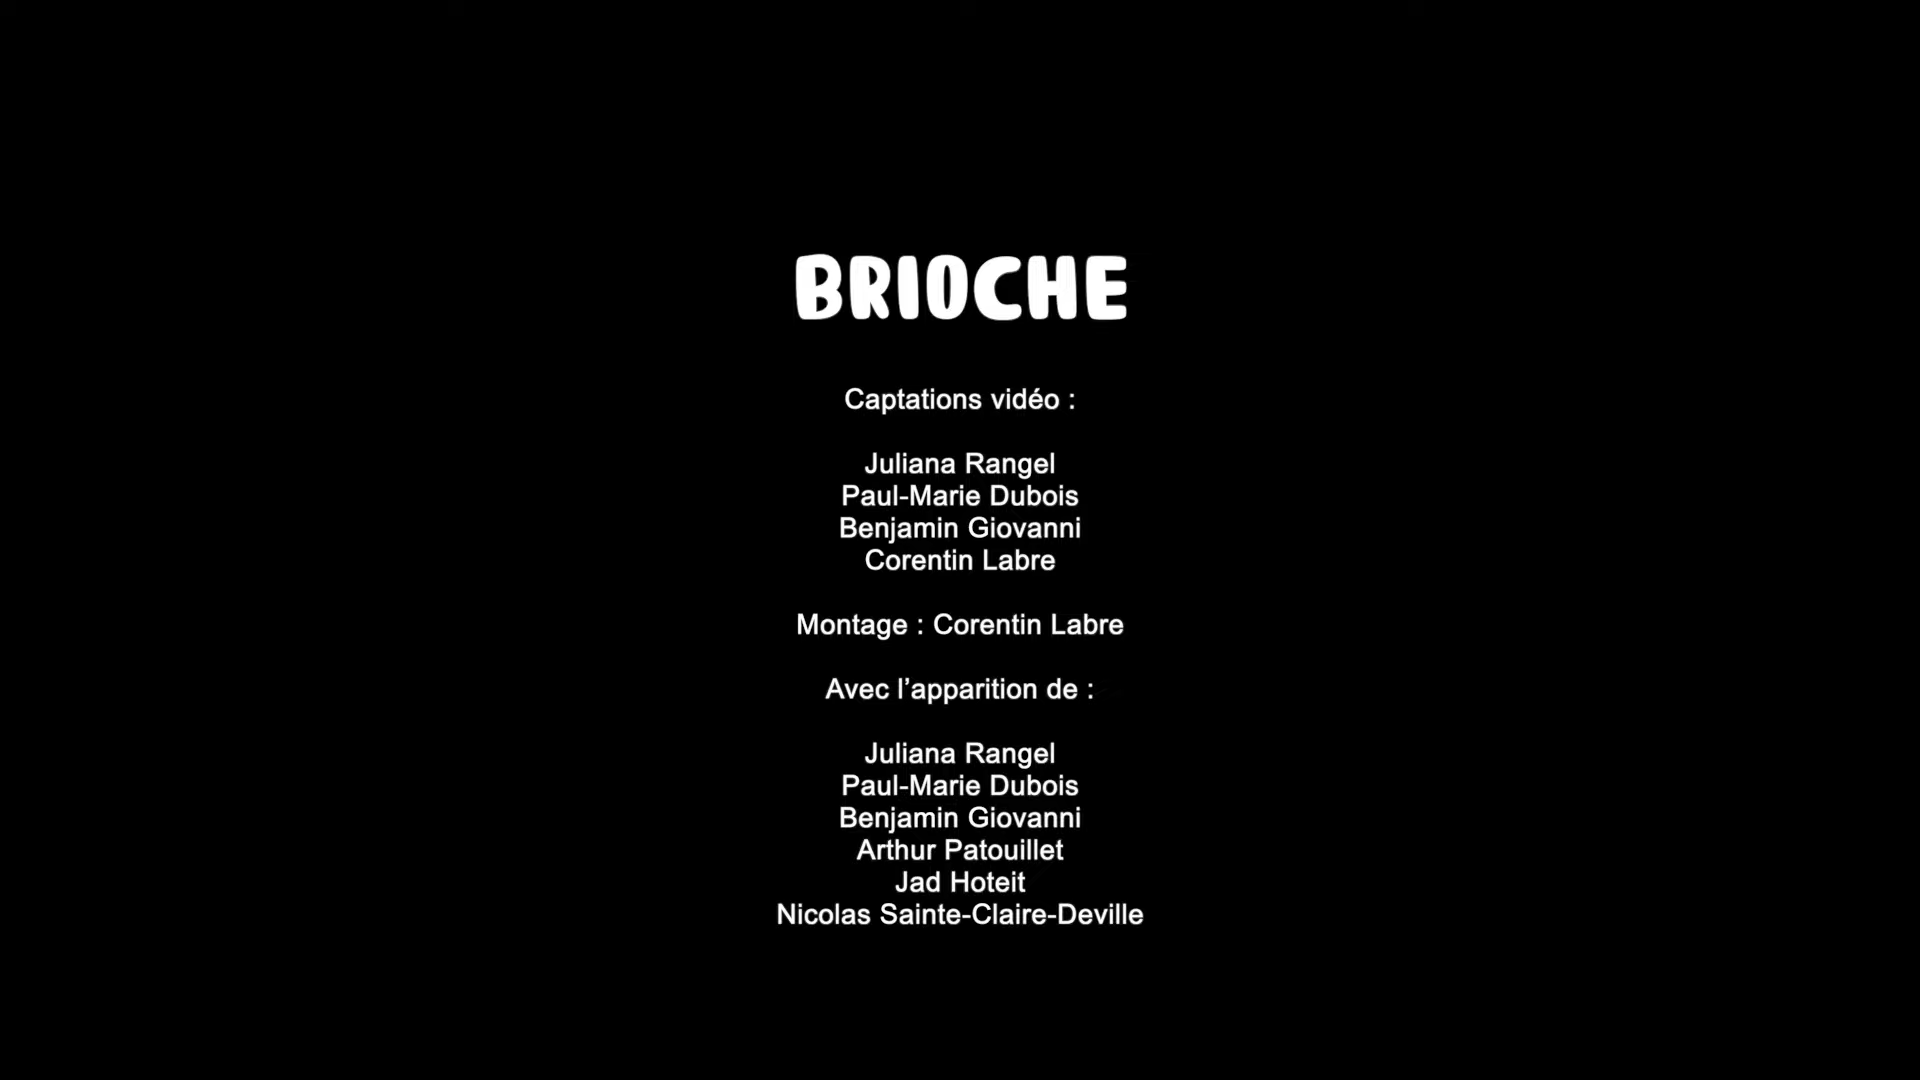 BRIOCHE
Captations vidéo :
Juliana Rangel
Paul-Marie Dubois
Benjamin Giovanni
Corentin Labre
Montage : Corentin Labre
Avec l’apparition de :
Juliana Rangel
Paul-Marie Dubois
Benjamin Giovanni
Arthur Patouillet
Jad Hoteit
Nicolas Sainte-Claire-Deville